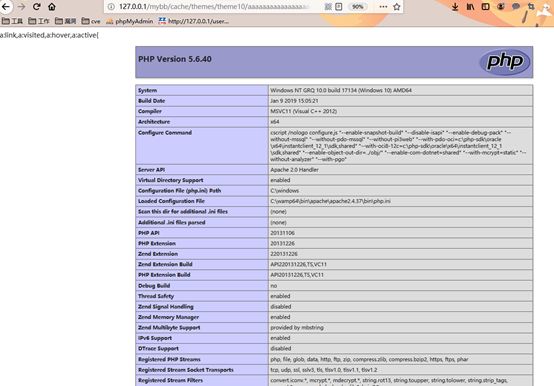 127.0.0.1/mybb/cache/themes/theme10/aaaaaaaaaaaaaaaa 90%
工作 漏洞 cve phpMyAdmin http://127.0.0.1/user...
a:link,a:visited,a:hover,a:active{
PHP Version 5.6.40
php
System Windows NT GRQ 10.0 build 17134 (Windows 10) AMD64
Build Date Jan 9 2019 15:05:21
Compiler MSVC11 (Visual C++ 2012)
Architecture x64
Configure Command cscript /nologo configure.js "--enable-snapshot-build" "--disable-isapi" "--enable-debug-pack" "--
without-mssql" "--without-pdo-mssql" "--without-pi3web" "--with-pdo-oci=c:\php-sdk\oracle
\x64\instantclient_12_1\sdk,shared" "--with-oci8-12c=c:\php-sdk\oracle\x64\instantclient_12_1
\sdk,shared" "--enable-object-out-dir=../obj/" "--enable-com-dotnet=shared" "--with-mcrypt=static" "--
without-analyzer" "--with-pgo"
Server API Apache 2.0 Handler
Virtual Directory Support enabled
Configuration File (php.ini) Path C:\windows
Loaded Configuration File C:\wamp64\bin\apache\apache2.4.37\bin\php.ini
Scan this dir for additional .ini files (none)
Additional .ini files parsed (none)
PHP API 20131106
PHP Extension 20131226
Zend Extension 220131226
Zend Extension Build API220131226,TS,VC11
PHP Extension Build API20131226,TS,VC11
Debug Build no
Thread Safety enabled
Zend Signal Handling disabled
Zend Memory Manager enabled
Zend Multibyte Support provided by mbstring
IPv6 Support enabled
DTrace Support disabled
Registered PHP Streams php, file, glob, data, http, ftp, zip, compress.zlib, compress.bzip2, https, ftps, phar
Registered Stream Socket Transports tcp, udp, ssl, sslv3, tls, tlsv1.0, tlsv1.1, tlsv1.2
Registered Stream Filters convert.iconv.*, mcrypt.*, mdecrypt.*, string.rot13, string.toupper, string.tolower, string.strip_tags,